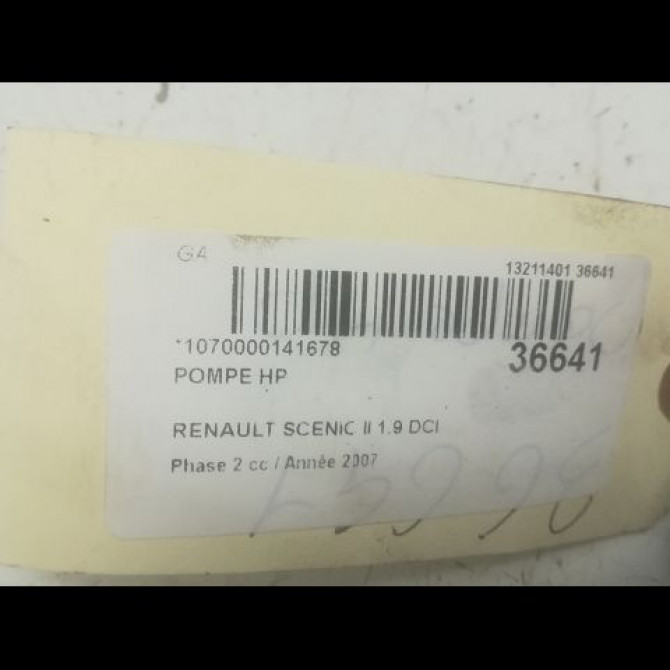 GA
13211401 36641
*1070000141678
36641
POMPE HP
RENAULT SCENIC II 1.9 DCI
Phase 2 cc / Année 2007